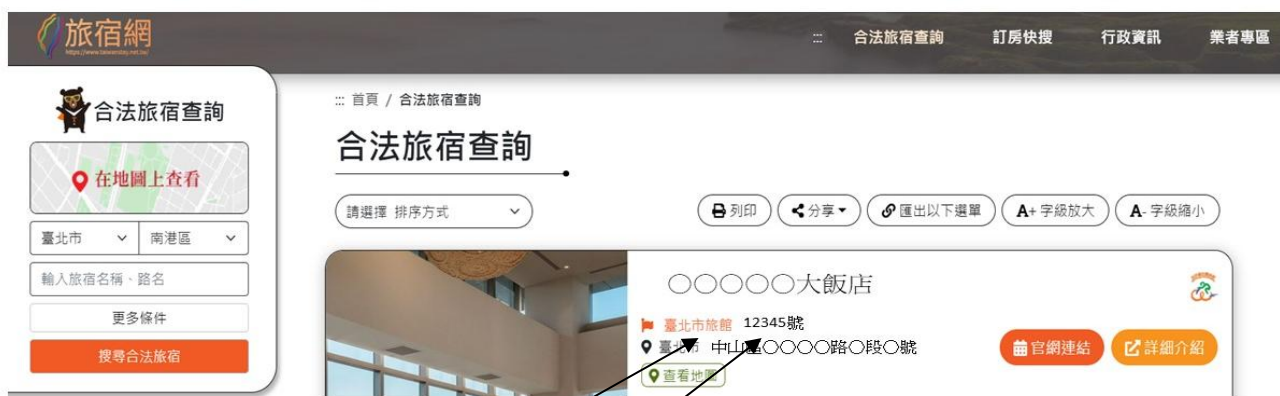 旅宿網
https://www.taiwanstay.net.tw/
::: 合法旅宿查詢 訂房快搜 行政資訊 業者專區
合法旅宿查詢
在地圖上查看
臺北市 南港區
輸入旅宿名稱、路名
更多條件
搜尋合法旅宿
::: 首頁 / 合法旅宿查詢
合法旅宿查詢
請選擇 排序方式
列印 分享 匯出以下選單 A+ 字級放大 A- 字級縮小
○○○○○大飯店
臺北市旅館 12345號
臺北市 中山區○○○○路○段○號
查看地圖
官網連結 詳細介紹